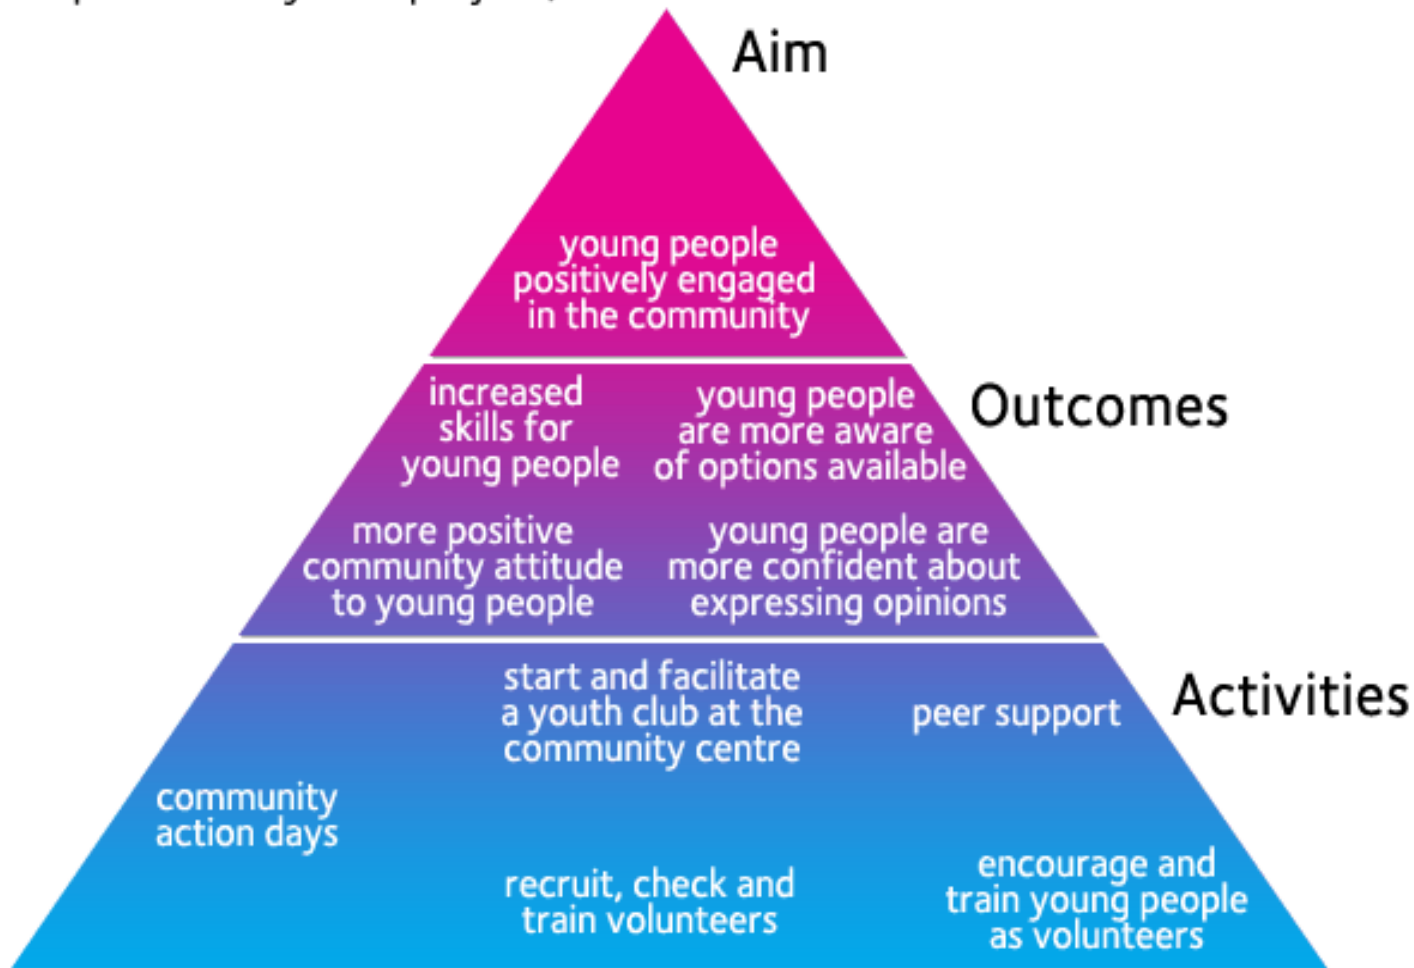 Aim
young people
positively engaged
in the community
Outcomes
increased
skills for
young people
young people
are more aware
of options available
more positive
community attitude
to young people
young people are
more confident about
expressing opinions
Activities
start and facilitate
a youth club at the
community centre
peer support
community
action days
recruit, check and
train volunteers
encourage and
train young people
as volunteers